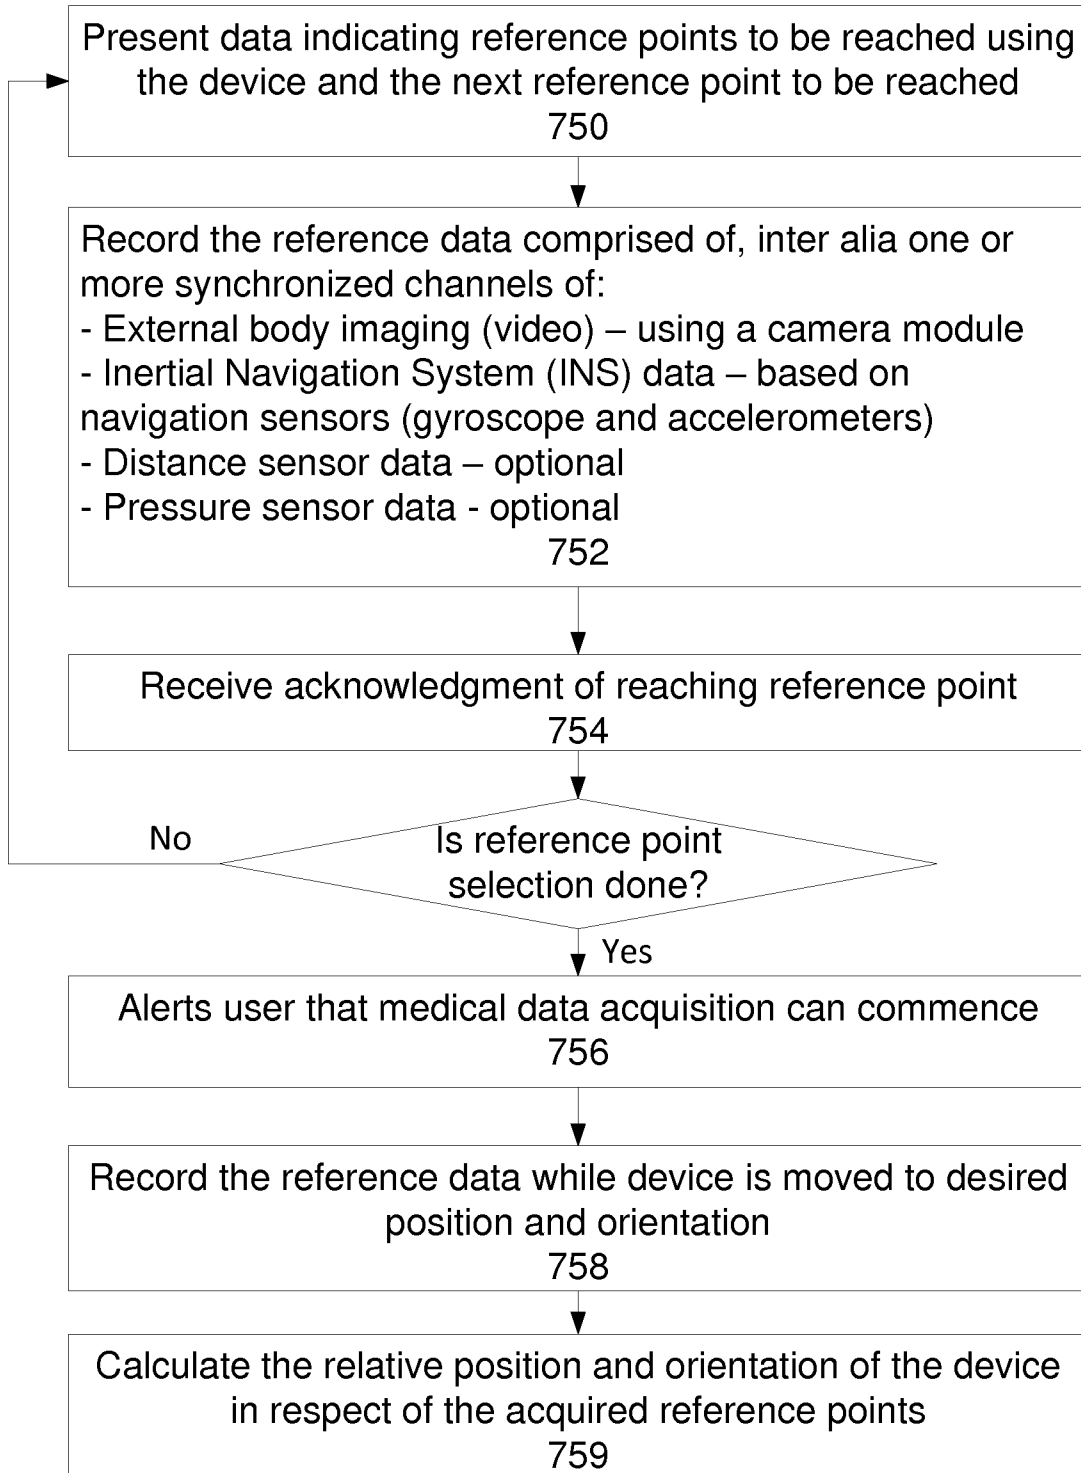 Present data indicating reference points to be reached using
the device and the next reference point to be reached
750
Record the reference data comprised of, inter alia one or
more synchronized channels of:
- External body imaging (video) – using a camera module
- Inertial Navigation System (INS) data – based on
navigation sensors (gyroscope and accelerometers)
- Distance sensor data – optional
- Pressure sensor data - optional
752
Receive acknowledgment of reaching reference point
754
No
Is reference point
selection done?
Yes
Alerts user that medical data acquisition can commence
756
Record the reference data while device is moved to desired
position and orientation
758
Calculate the relative position and orientation of the device
in respect of the acquired reference points
759